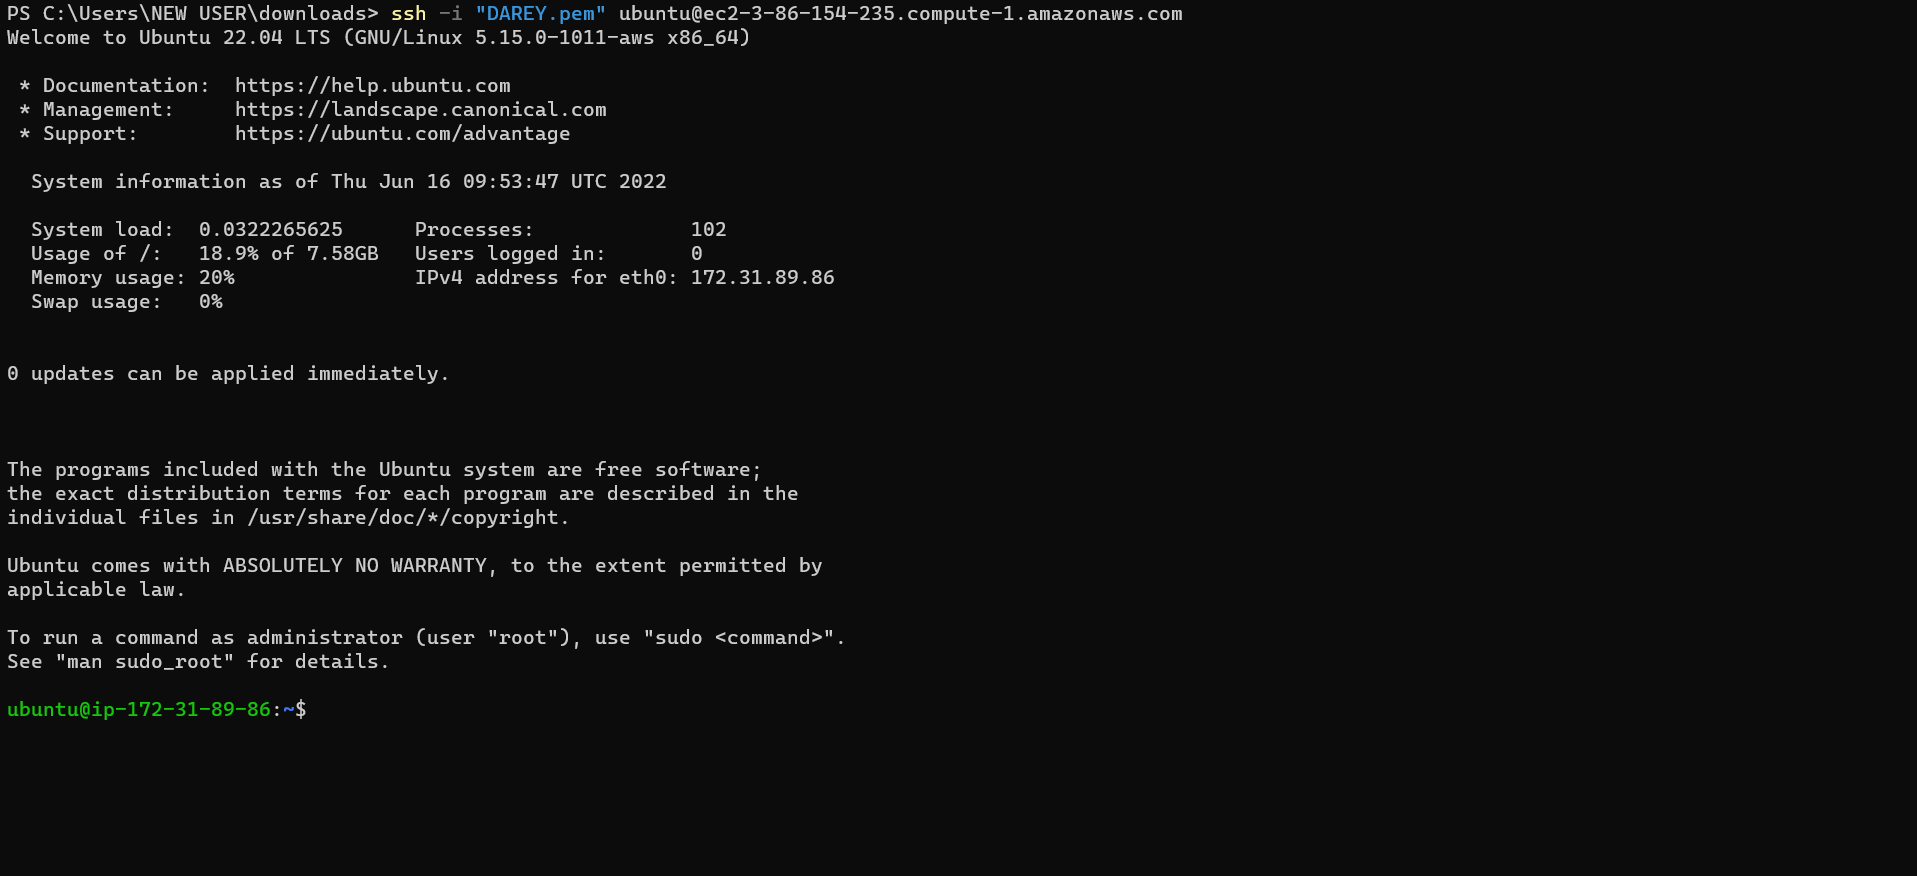 PS C:\Users\NEW USER\downloads> ssh -i "DAREY.pem" ubuntu@ec2-3-86-154-235.compute-1.amazonaws.com
Welcome to Ubuntu 22.04 LTS (GNU/Linux 5.15.0-1011-aws x86_64)
* Documentation:  https://help.ubuntu.com
* Management:     https://landscape.canonical.com
* Support:        https://ubuntu.com/advantage
System information as of Thu Jun 16 09:53:47 UTC 2022
System load:  0.0322265625      Processes:             102
Usage of /:   18.9% of 7.58GB   Users logged in:       0
Memory usage: 20%               IPv4 address for eth0: 172.31.89.86
Swap usage:   0%
0 updates can be applied immediately.
The programs included with the Ubuntu system are free software;
the exact distribution terms for each program are described in the
individual files in /usr/share/doc/*/copyright.
Ubuntu comes with ABSOLUTELY NO WARRANTY, to the extent permitted by
applicable law.
To run a command as administrator (user "root"), use "sudo <command>".
See "man sudo_root" for details.
ubuntu@ip-172-31-89-86:~$